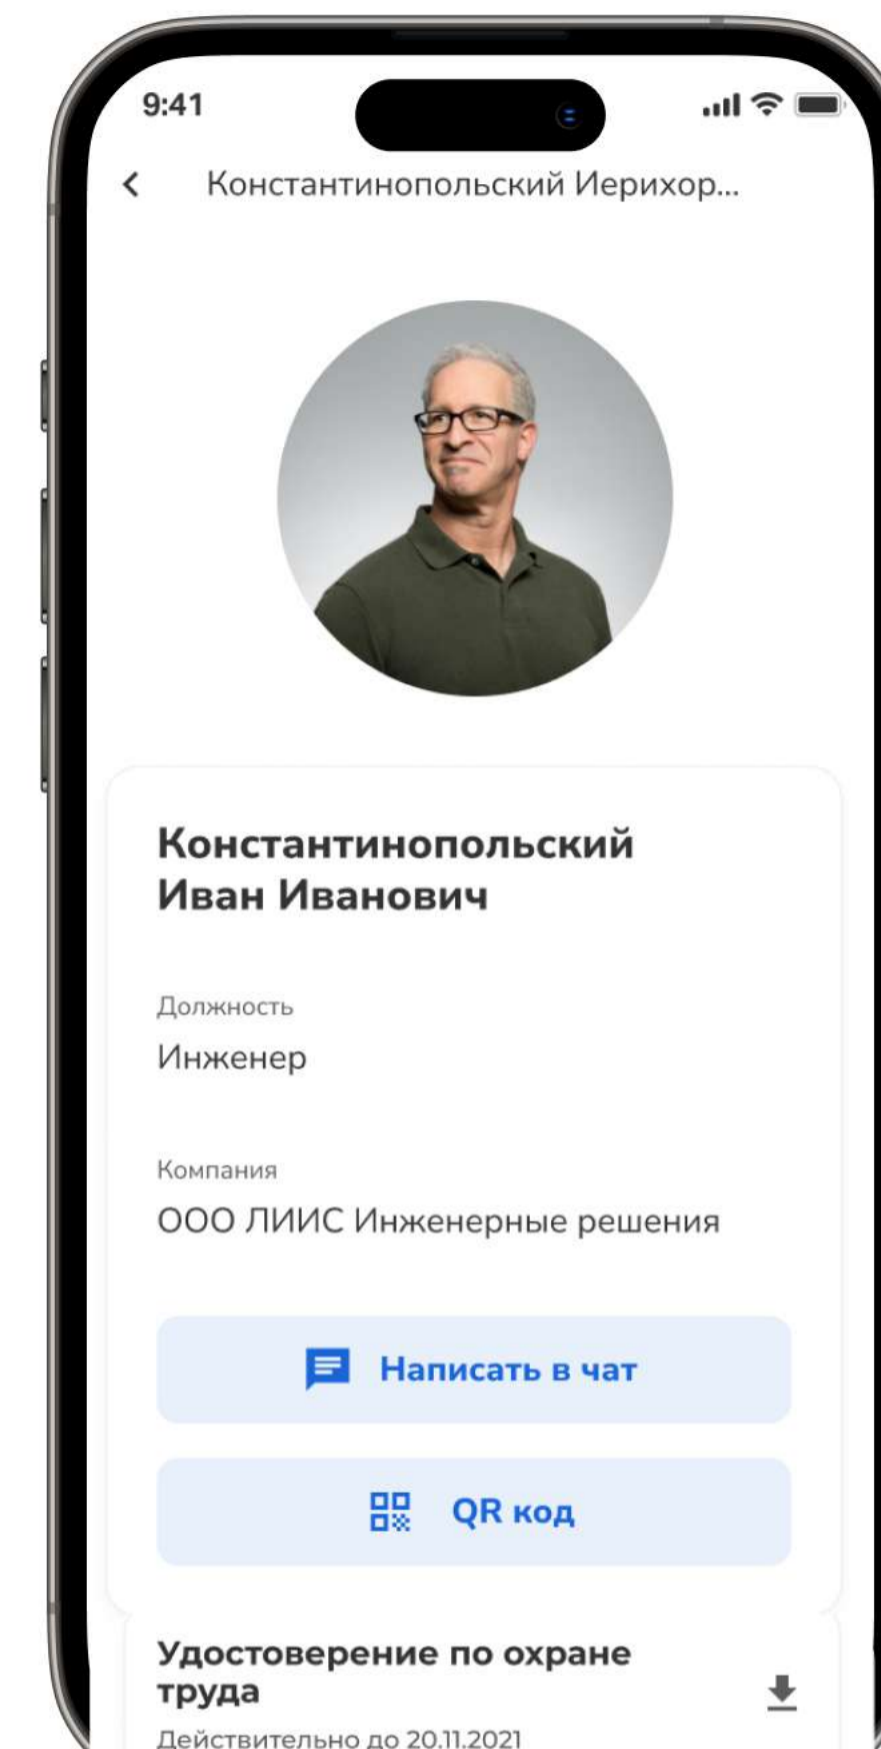 9:41
Константинопольский Иерихор...
Константинопольский
Иван Иванович
Должность
Инженер
Компания
ООО ЛИИС Инженерные решения
Написать в чат
QR код
Удостоверение по охране
труда
Действительно до 20.11.2021